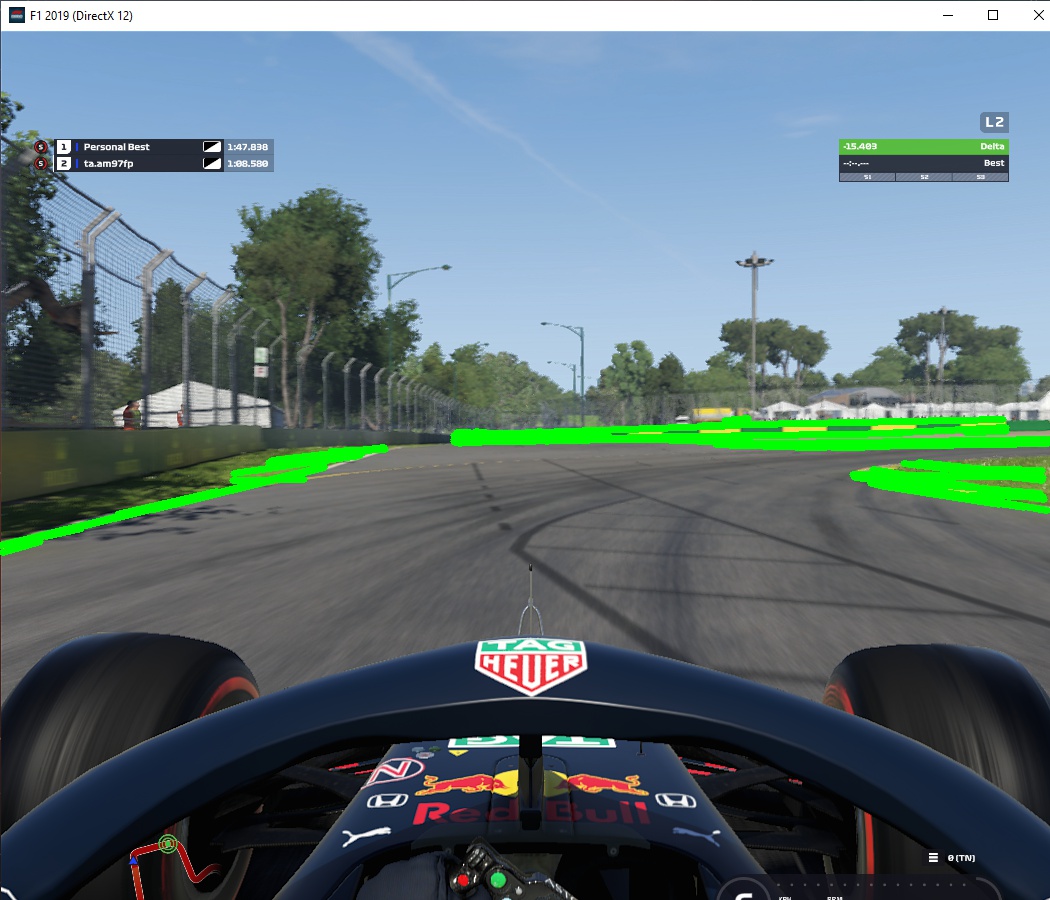 F1 2019 (DirectX 12)
L2
S 1 Personal Best 1:47.838
S 2 ta.am97fp 1:08.580
-15.403 Delta
--:--.--- Best
S1 S2 S3
TAG
HEUER
Red Bull
0 (TN)